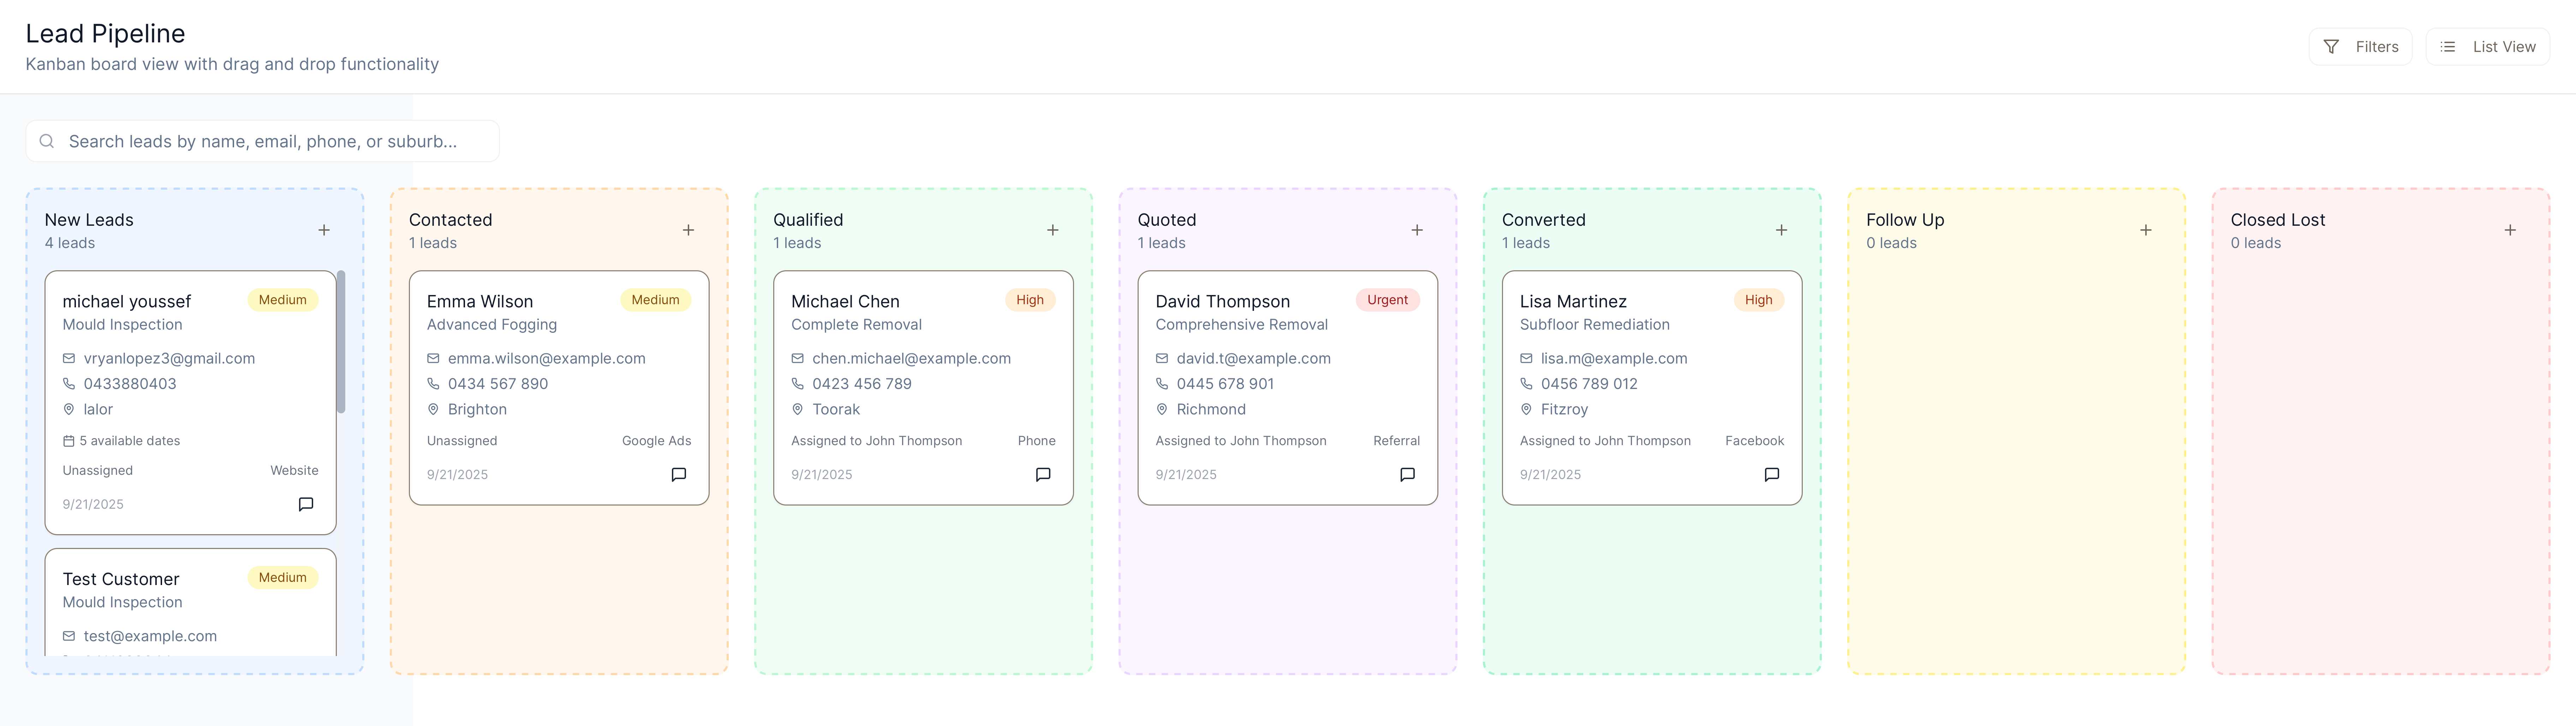 Lead Pipeline
Kanban board view with drag and drop functionality
Filters
List View
Search leads by name, email, phone, or suburb...
New Leads
4 leads
michael youssef
Medium
Mould Inspection
vryanlopez3@gmail.com
0433880403
lalor
5 available dates
Unassigned
Website
9/21/2025
Test Customer
Medium
Mould Inspection
test@example.com
Contacted
1 leads
Emma Wilson
Medium
Advanced Fogging
emma.wilson@example.com
0434 567 890
Brighton
Unassigned
Google Ads
9/21/2025
Qualified
1 leads
Michael Chen
High
Complete Removal
chen.michael@example.com
0423 456 789
Toorak
Assigned to John Thompson
Phone
9/21/2025
Quoted
1 leads
David Thompson
Urgent
Comprehensive Removal
david.t@example.com
0445 678 901
Richmond
Assigned to John Thompson
Referral
9/21/2025
Converted
1 leads
Lisa Martinez
High
Subfloor Remediation
lisa.m@example.com
0456 789 012
Fitzroy
Assigned to John Thompson
Facebook
9/21/2025
Follow Up
0 leads
Closed Lost
0 leads